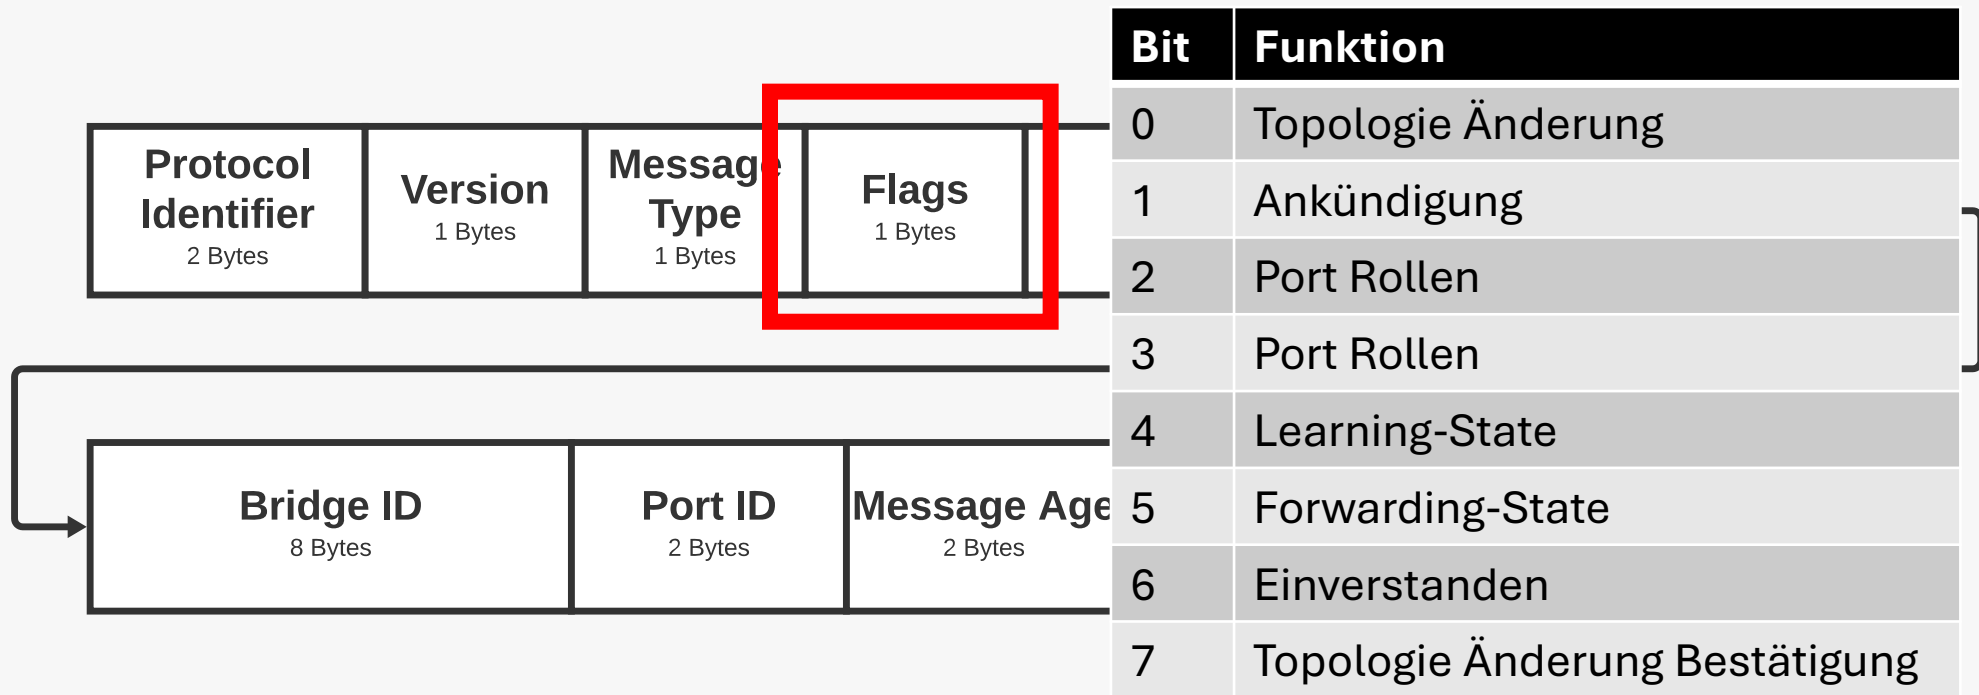 Protocol
Identifier
2 Bytes
Version
1 Bytes
Message
Type
1 Bytes
Flags
1 Bytes
Bridge ID
8 Bytes
Port ID
2 Bytes
Message Age
2 Bytes
Bit Funktion
0 Topologie Änderung
1 Ankündigung
2 Port Rollen
3 Port Rollen
4 Learning-State
5 Forwarding-State
6 Einverstanden
7 Topologie Änderung Bestätigung